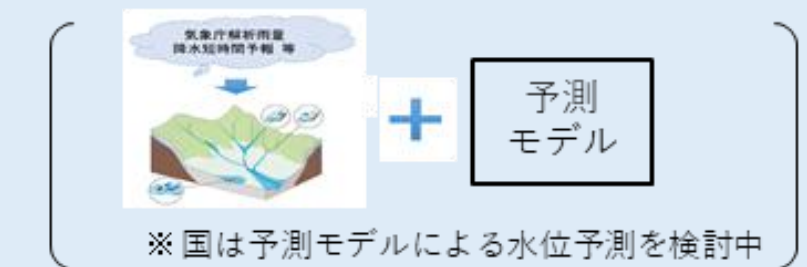 気象庁解析雨量
降水短時間予報 等
予測
モデル
※国は予測モデルによる水位予測を検討中